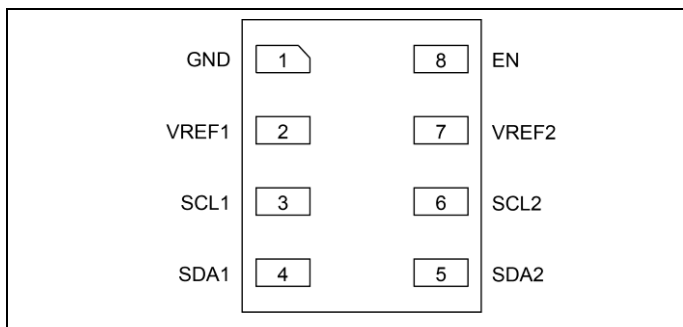 GND 1 8 EN
VREF1 2 7 VREF2
SCL1 3 6 SCL2
SDA1 4 5 SDA2